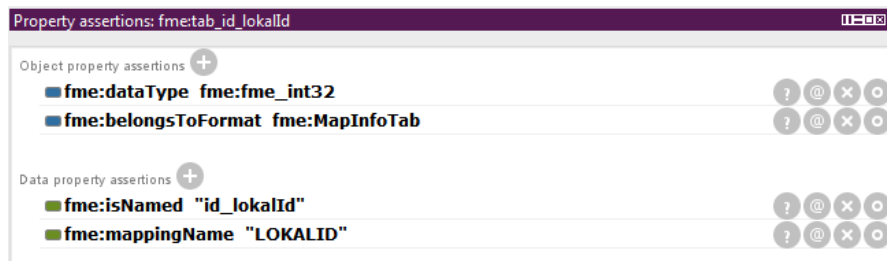 Property assertions: fme:tab_id_lokalId
Object property assertions
fme:dataType fme:fme_int32
fme:belongsToFormat fme:MapInfoTab
Data property assertions
fme:isNamed "id_lokalId"
fme:mappingName "LOKALID"